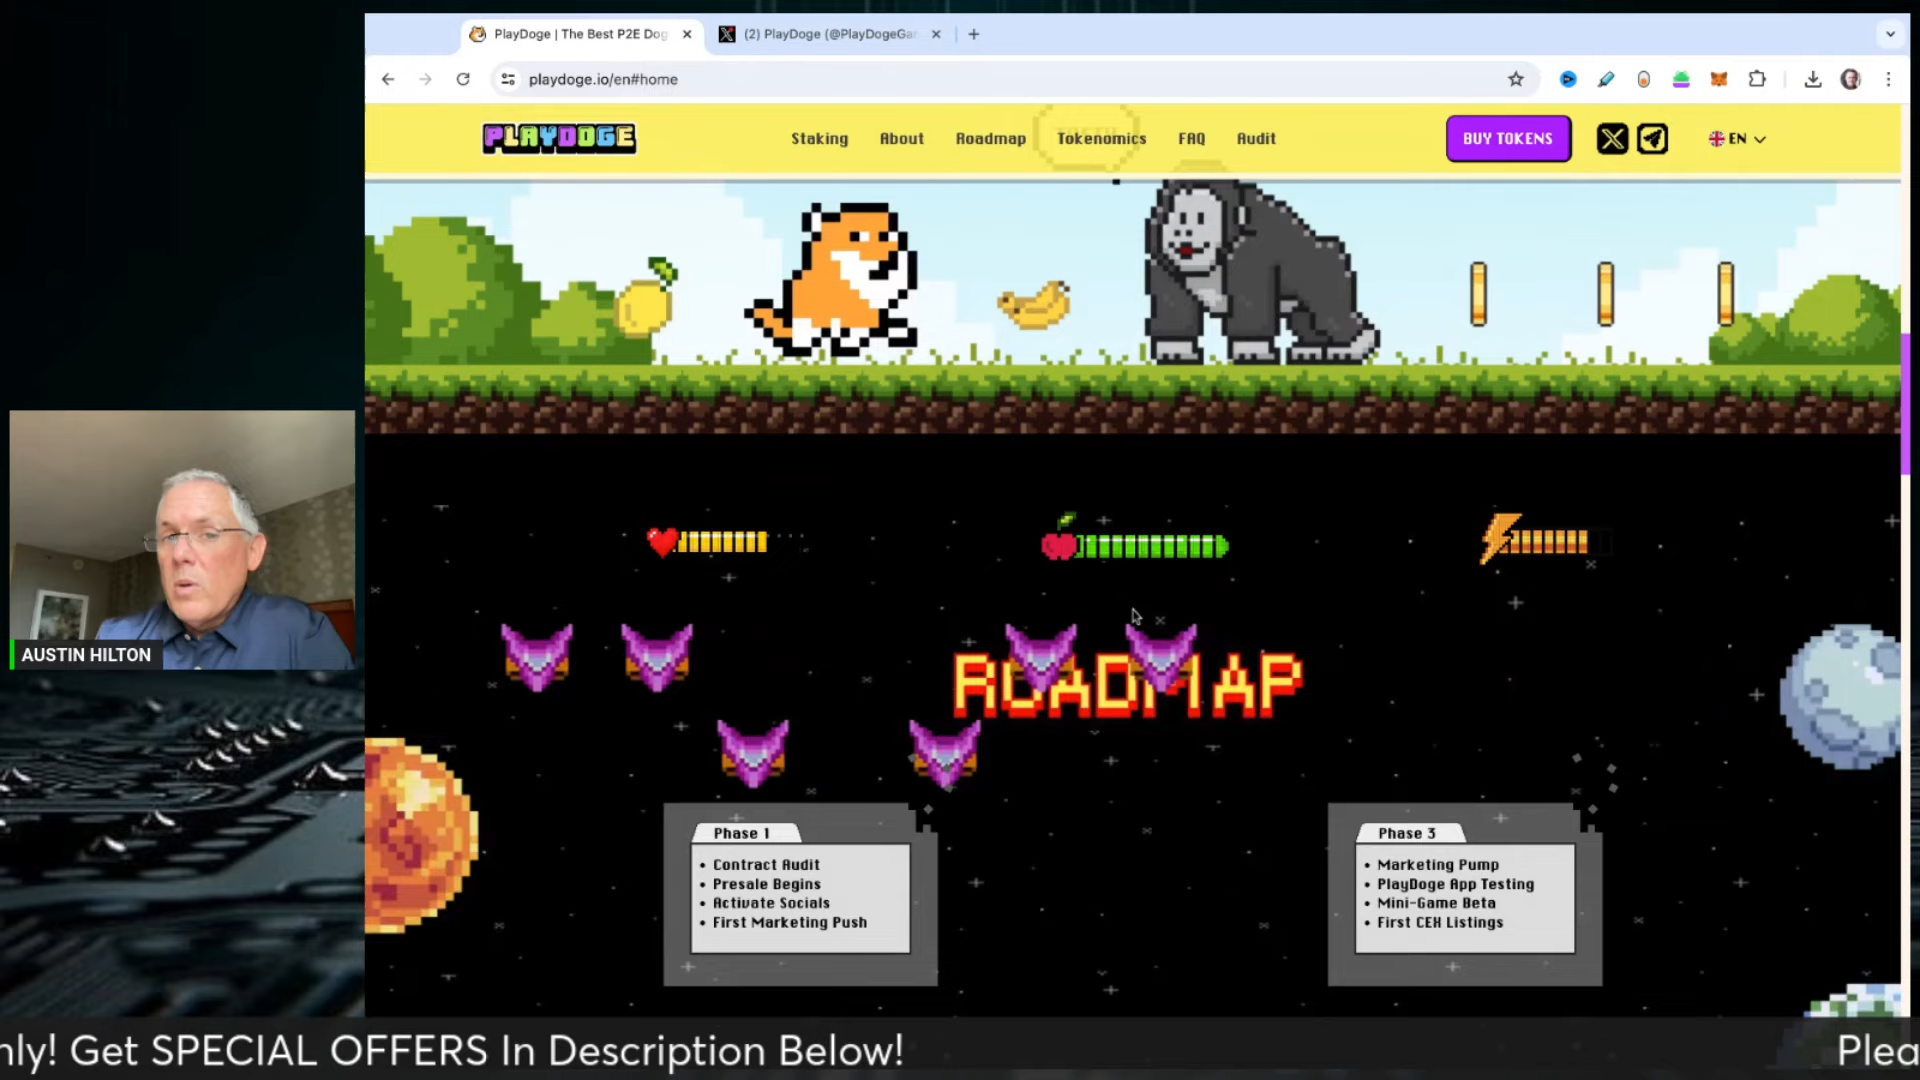 PlayDoge | The Best P2E Dog
(2) PlayDoge (@PlayDogeGa
playdoge.io/en#home
PLAYDOGE
Staking
About
Roadmap
Tokenomics
FAQ
Audit
BUY TOKENS
EN
ROADMAP
Phase 1
• Contract Audit
• Presale Begins
• Activate Socials
• First Marketing Push
Phase 3
• Marketing Pump
• PlayDoge App Testing
• Mini-Game Beta
• First CEX Listings
AUSTIN HILTON
nly! Get SPECIAL OFFERS In Description Below!
Plea